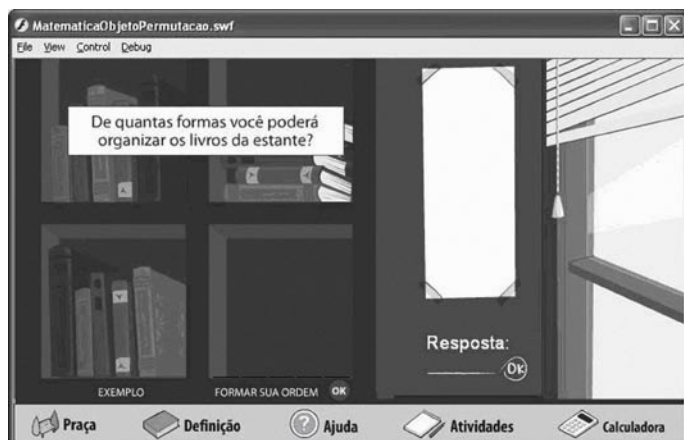 MatematicaObjetoPermutacao.swf
File View Control Debug
De quantas formas você poderá
organizar os livros da estante?
Resposta:
OK
EXEMPLO
FORMAR SUA ORDEM OK
Praça Definição Ajuda Atividades Calculadora